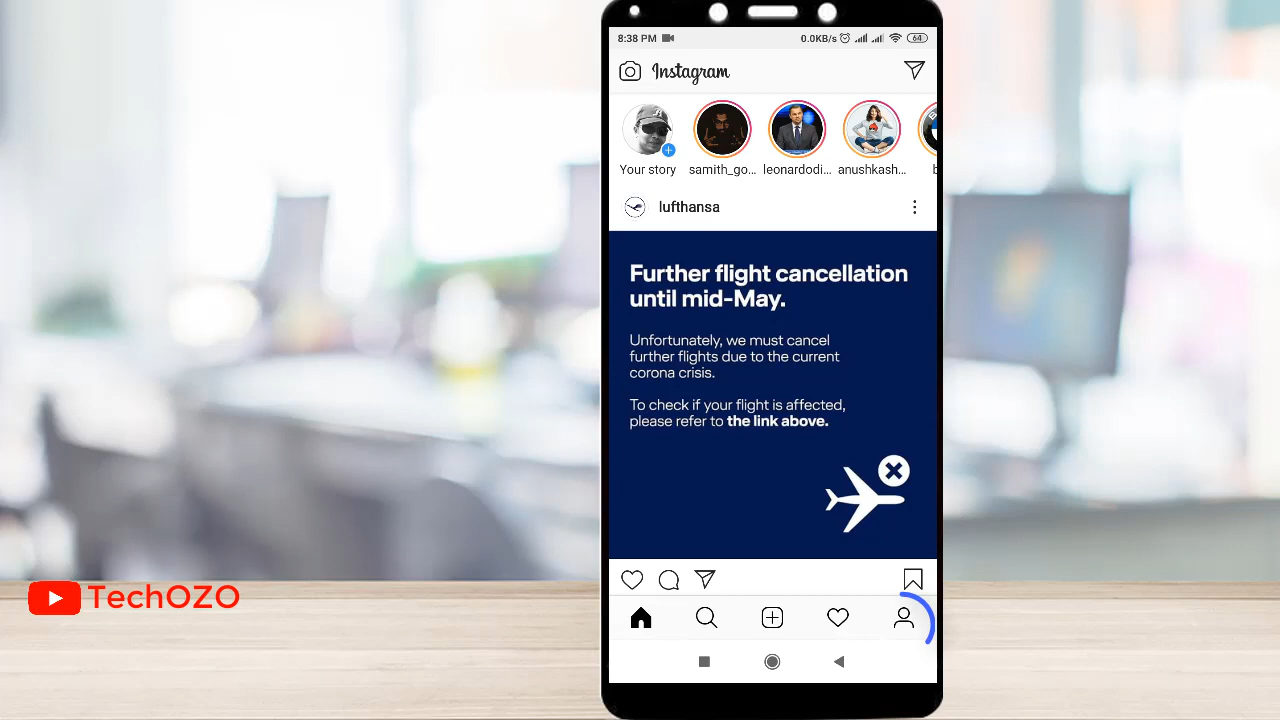 8:38 PM
0.0KB/s
64
Instagram
Your story
samith_go...
leonardodi...
anushkash...
b
lufthansa
Further flight cancellation
until mid-May.
Unfortunately, we must cancel
further flights due to the current
corona crisis.
To check if your flight is affected,
please refer to the link above.
TechOZO